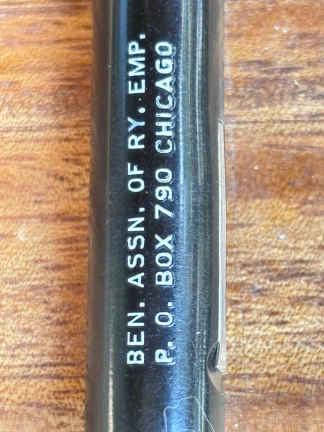 BEN. ASSN. OF RY. EMP.
P. O. BOX 790 CHICAGO